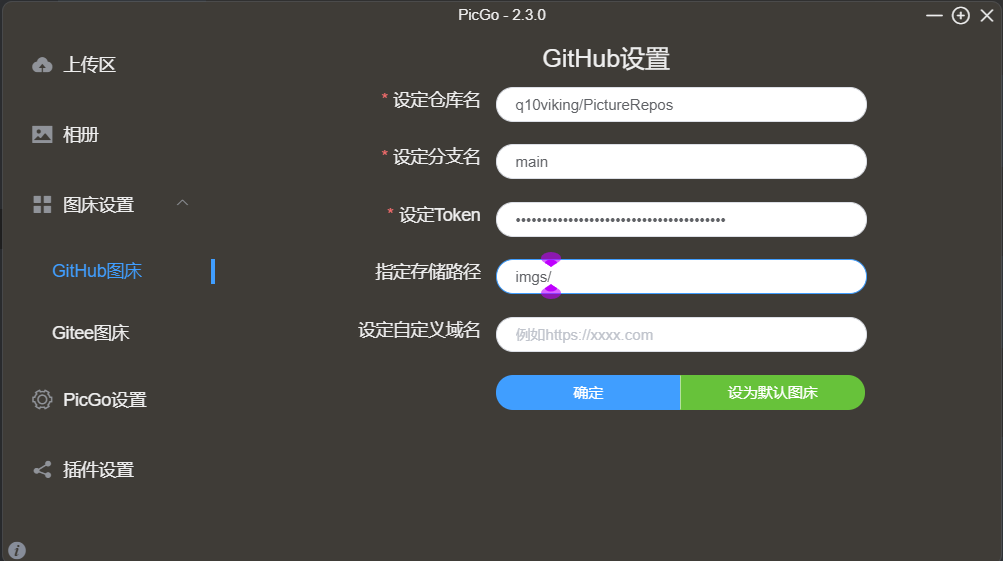 PicGo - 2.3.0
上传区
相册
图床设置
GitHub图床
Gitee图床
PicGo设置
插件设置
GitHub设置
* 设定仓库名
q10viking/PictureRepos
* 设定分支名
main
* 设定Token
指定存储路径
imgs/
设定自定义域名
例如https://xxxx.com
确定
设为默认图床